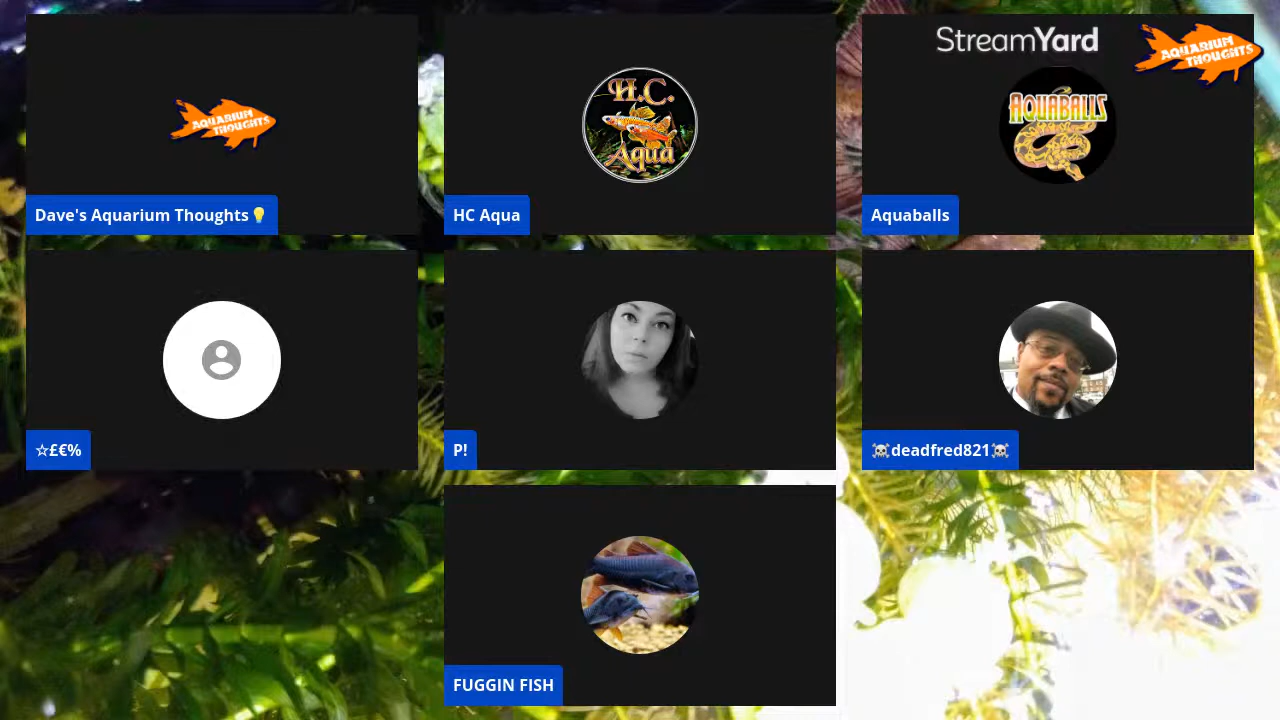 StreamYard
AQUARIUM
THOUGHTS
AQUARIUM
THOUGHTS
Dave's Aquarium Thoughts💡
H.C.
Aqua
HC Aqua
AQUABALLS
Aquaballs
☆£€%
P!
☠️deadfred821☠️
FUGGIN FISH